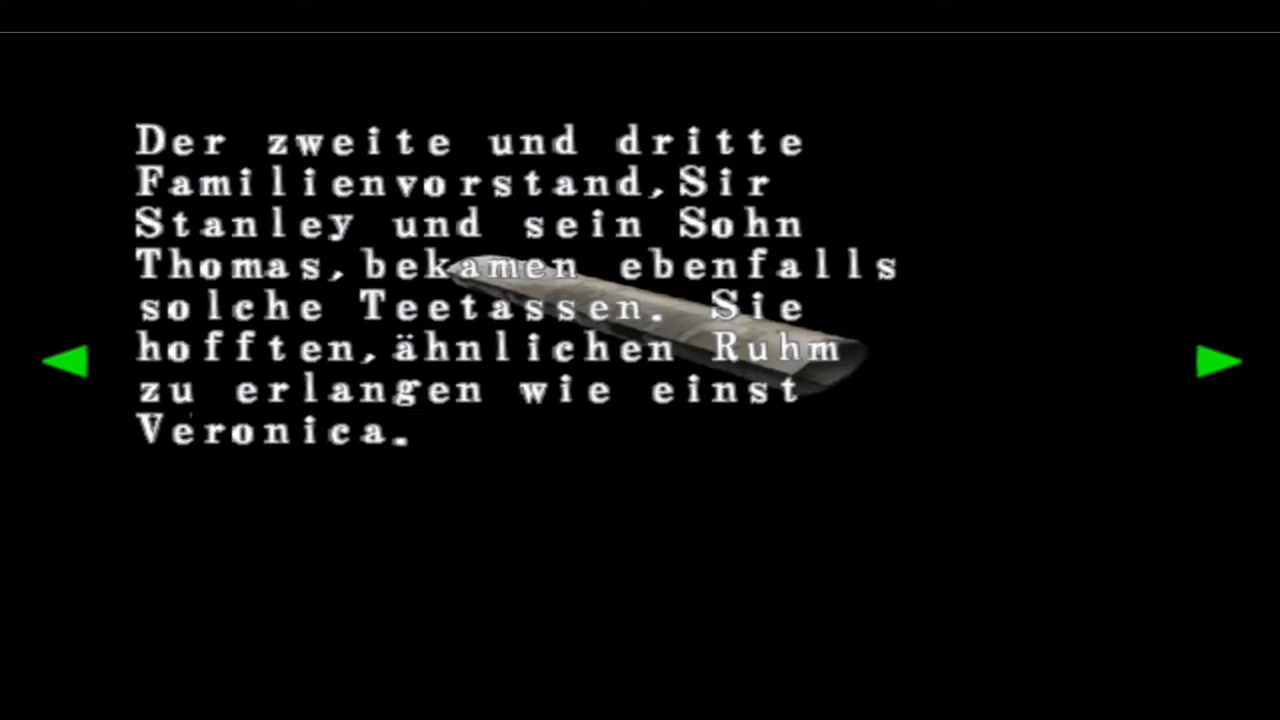 Der zweite und dritte
Familienvorstand, Sir
Stanley und sein Sohn
Thomas, bekamen ebenfalls
solche Teetassen. Sie
hofften, ähnlichen Ruhm
zu erlangen wie einst
Veronica.